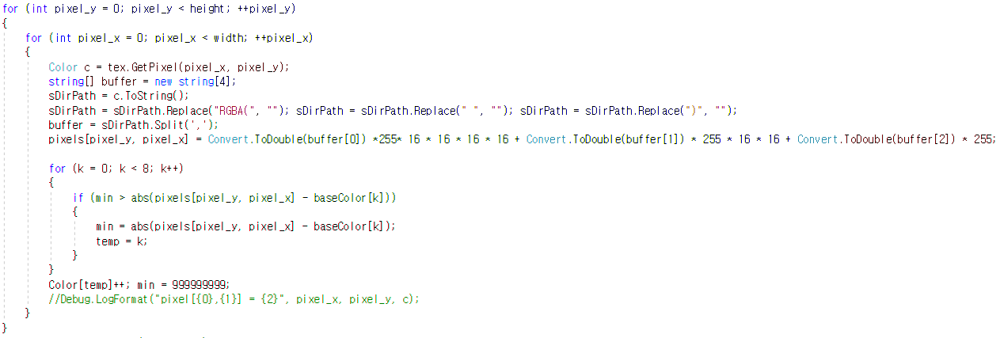 for (int pixel_y = 0; pixel_y < height; ++pixel_y)
{
for (int pixel_x = 0; pixel_x < width; ++pixel_x)
{
Color c = tex.GetPixel(pixel_x, pixel_y);
string[] buffer = new string[4];
sDirPath = c.ToString();
sDirPath = sDirPath.Replace("RGBA(", ""); sDirPath = sDirPath.Replace(" ", ""); sDirPath = sDirPath.Replace(")", "");
buffer = sDirPath.Split(',');
pixels[pixel_y, pixel_x] = Convert.ToDouble(buffer[0]) *255* 16 * 16 * 16 * 16 + Convert.ToDouble(buffer[1]) * 255 * 16 * 16 + Convert.ToDouble(buffer[2]) * 255;
for (k = 0; k < 8; k++)
{
if (min > abs(pixels[pixel_y, pixel_x] - baseColor[k]))
{
min = abs(pixels[pixel_y, pixel_x] - baseColor[k]);
temp = k;
}
}
Color[temp]++; min = 999999999;
//Debug.LogFormat("pixel[{0},{1}] = {2}", pixel_x, pixel_y, c);
}
}